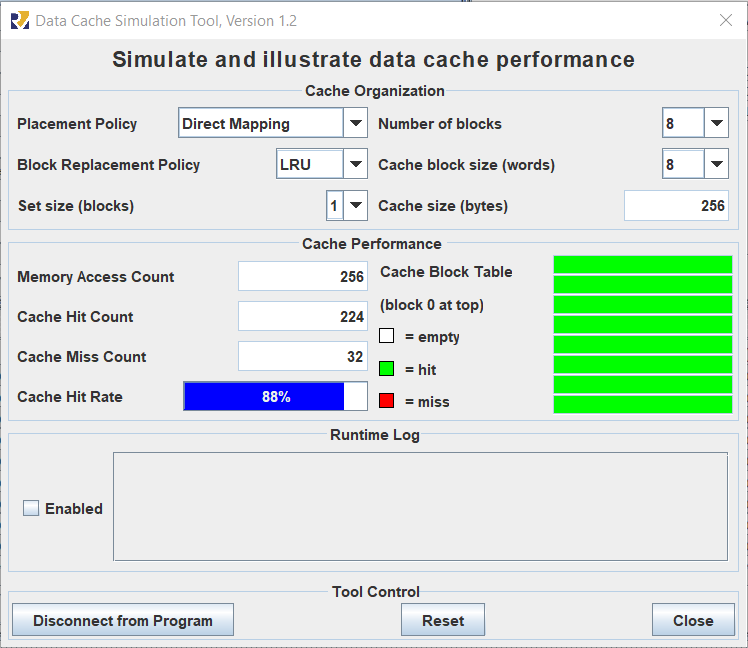 Data Cache Simulation Tool, Version 1.2
Simulate and illustrate data cache performance
Cache Organization
Placement Policy Direct Mapping Number of blocks 8
Block Replacement Policy LRU Cache block size (words) 8
Set size (blocks) 1 Cache size (bytes) 256
Cache Performance
Memory Access Count 256 Cache Block Table
(block 0 at top)
Cache Hit Count 224
= empty
Cache Miss Count 32
= hit
Cache Hit Rate 88%
= miss
Runtime Log
Enabled
Tool Control
Disconnect from Program Reset Close